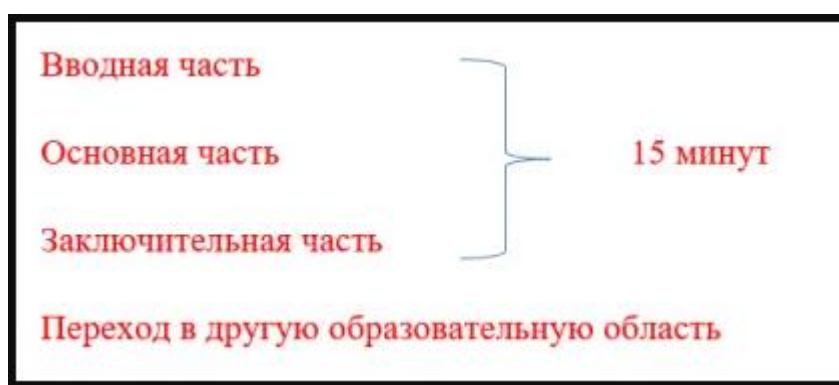 Вводная часть
Основная часть 15 минут
Заключительная часть
Переход в другую образовательную область